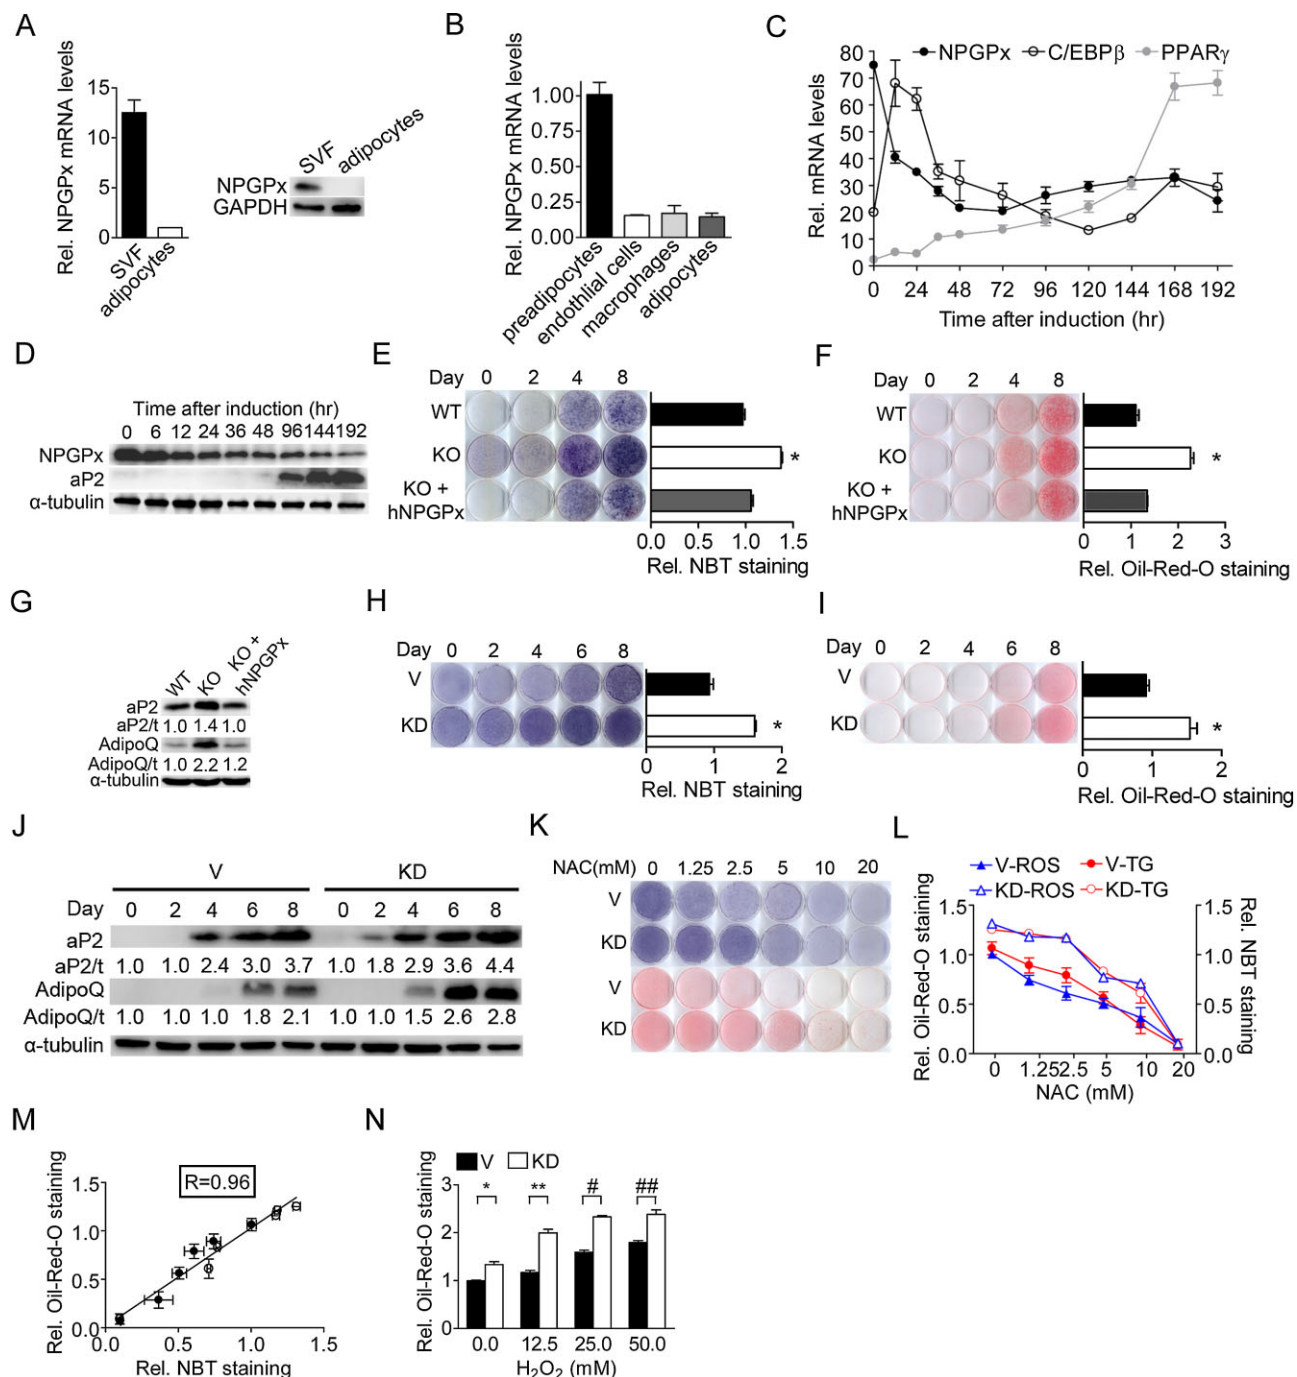 A
Rel. NPGPx mRNA levels
15
10
5
0
SVF
adipocytes
SVF
adipocytes
NPGPx
GAPDH
B
Rel. NPGPx mRNA levels
1.00
0.75
0.50
0.25
0.00
preadipocytes
endothlial cells
macrophages
adipocytes
C
NPGPx C/EBPβ PPARγ
Rel. mRNA levels
80
70
60
50
40
30
20
10
0
0 24 48 72 96 120 144 168 192
Time after induction (hr)
D
Time after induction (hr)
0 6 12 24 36 48 96 144 192
NPGPx
aP2
α-tubulin
E
Day 0 2 4 8
WT
KO
KO +
hNPGPx
*
0.0 0.5 1.0 1.5
Rel. NBT staining
F
Day 0 2 4 8
WT
KO
KO +
hNPGPx
*
0 1 2 3
Rel. Oil-Red-O staining
G
WT KO KO +
hNPGPx
aP2
aP2/t 1.0 1.4 1.0
AdipoQ
AdipoQ/t 1.0 2.2 1.2
α-tubulin
H
Day 0 2 4 6 8
V
KD
*
0 1 2
Rel. NBT staining
I
Day 0 2 4 6 8
V
KD
*
0 1 2
Rel. Oil-Red-O staining
J
V KD
Day 0 2 4 6 8 0 2 4 6 8
aP2
aP2/t 1.0 1.0 2.4 3.0 3.7 1.0 1.8 2.9 3.6 4.4
AdipoQ
AdipoQ/t 1.0 1.0 1.0 1.8 2.1 1.0 1.0 1.5 2.6 2.8
α-tubulin
K
NAC(mM) 0 1.25 2.5 5 10 20
V
KD
V
KD
L
V-ROS V-TG
KD-ROS KD-TG
Rel. Oil-Red-O staining
1.5
1.0
0.5
0.0
Rel. NBT staining
1.5
1.0
0.5
0.0
0 1.25 2.5 5 10 20
NAC (mM)
M
R=0.96
Rel. Oil-Red-O staining
1.5
1.0
0.5
0.0
0.0 0.5 1.0 1.5
Rel. NBT staining
N
V KD
Rel. Oil-Red-O staining
3
2
1
0
* ** # ##
0.0 12.5 25.0 50.0
H₂O₂ (mM)